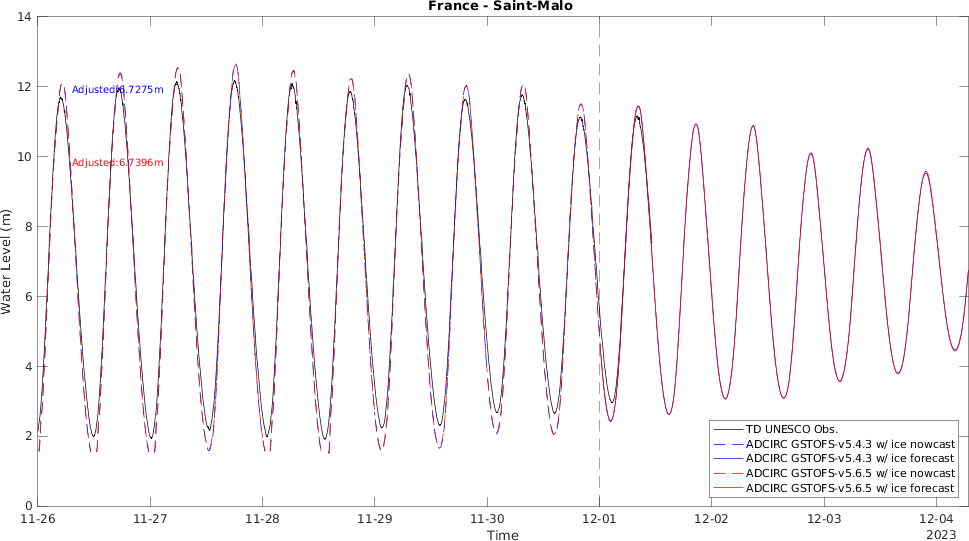 France - Saint-Malo
14
12
10
8
6
4
2
0
Water Level (m)
Adjusted:6.7275m
Adjusted:6.7396m
TD UNESCO Obs.
ADCIRC GSTOFS-v5.4.3 w/ ice nowcast
ADCIRC GSTOFS-v5.4.3 w/ ice forecast
ADCIRC GSTOFS-v5.6.5 w/ ice nowcast
ADCIRC GSTOFS-v5.6.5 w/ ice forecast
11-26 11-27 11-28 11-29 11-30 12-01 12-02 12-03 12-04
Time
2023